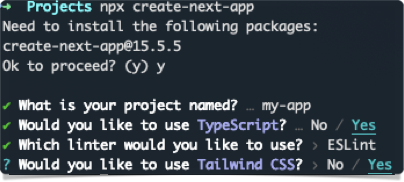 ➜ Projects npx create-next-app
Need to install the following packages:
create-next-app@15.5.5
Ok to proceed? (y) y
✔ What is your project named? … my-app
✔ Would you like to use TypeScript? … No / Yes
✔ Which linter would you like to use? › ESLint
? Would you like to use Tailwind CSS? › No / Yes